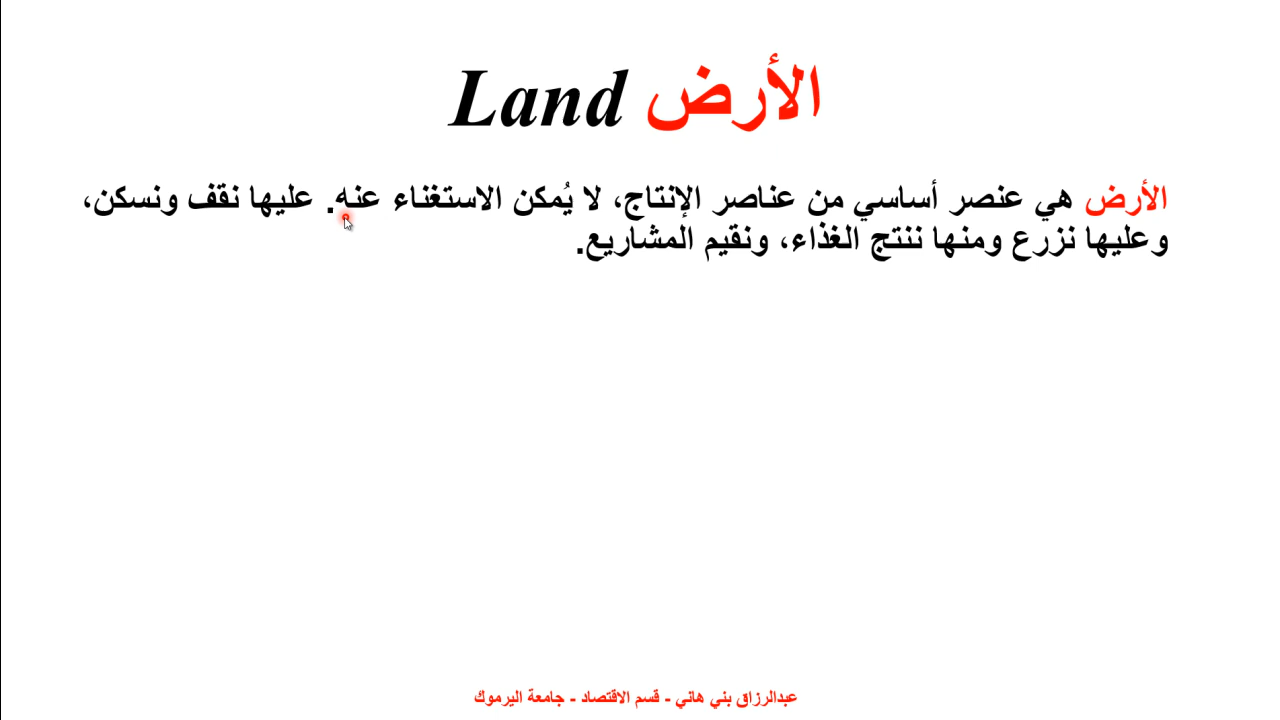 الأرض Land
الأرض هي عنصر أساسي من عناصر الإنتاج، لا يُمكن الاستغناء عنه. عليها نقف ونسكن،
وعليها نزرع ومنها ننتج الغذاء، ونقيم المشاريع.
عبدالرزاق بني هاني - قسم الاقتصاد - جامعة اليرموك